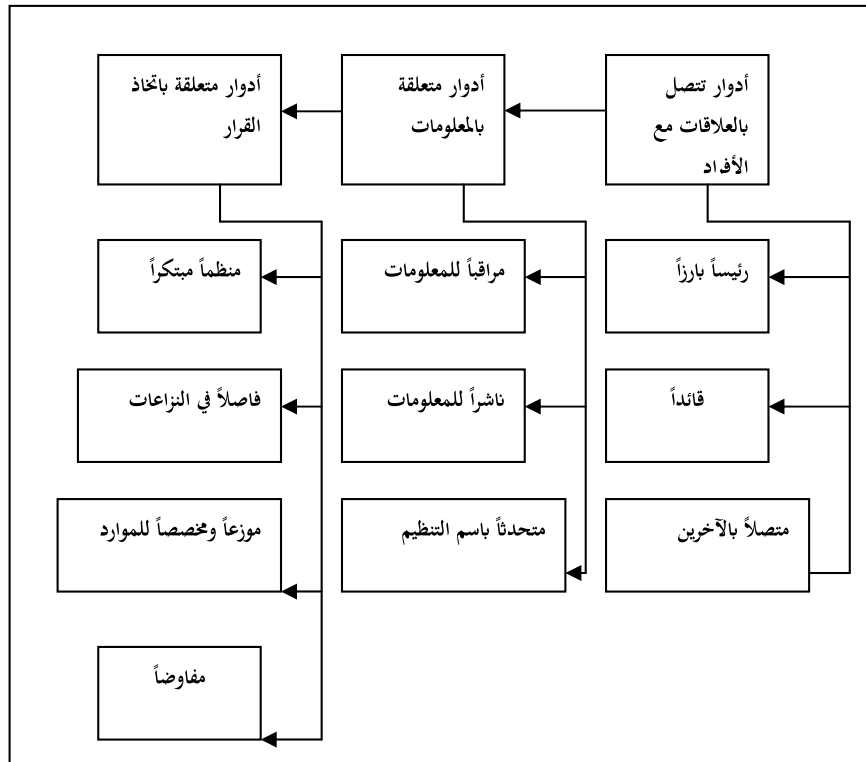 أدوار تتصل
بالعلاقات مع
الأفراد
أدوار متعلقة
بالمعلومات
أدوار متعلقة باتخاذ
القرار
رئيساً بارزاً
مراقباً للمعلومات
منظماً مبتكراً
قائداً
ناشراً للمعلومات
فاصلاً في النزاعات
متصلاً بالآخرين
متحدثاً باسم التنظيم
موزعاً ومخصصاً للموارد
مفاوضاً